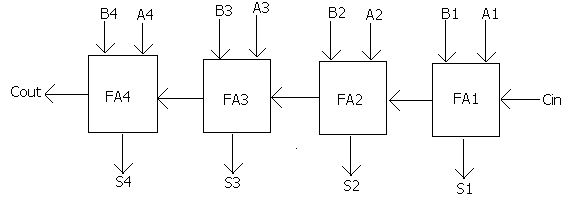 B4 A4 B3 A3 B2 A2 B1 A1
Cout FA4 FA3 FA2 FA1 Cin
S4 S3 S2 S1